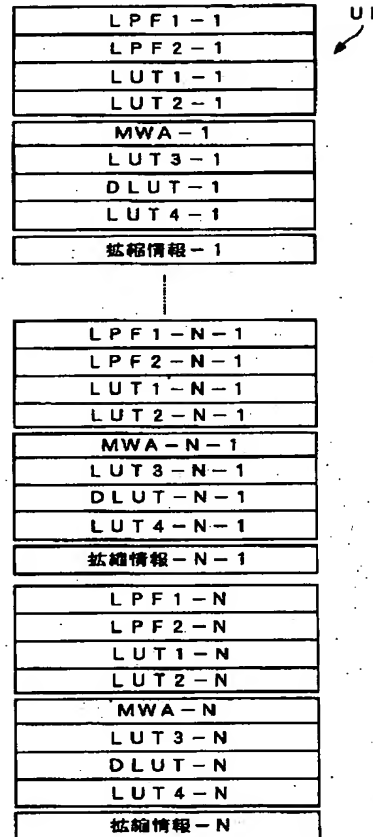 LPF1-1
U
LPF2-1
LUT1-1
LUT2-1
MWA-1
LUT3-1
DLUT-1
LUT4-1
拡縮情報-1
LPF1-N-1
LPF2-N-1
LUT1-N-1
LUT2-N-1
MWA-N-1
LUT3-N-1
DLUT-N-1
LUT4-N-1
拡縮情報-N-1
LPF1-N
LPF2-N
LUT1-N
LUT2-N
MWA-N
LUT3-N
DLUT-N
LUT4-N
拡縮情報-N